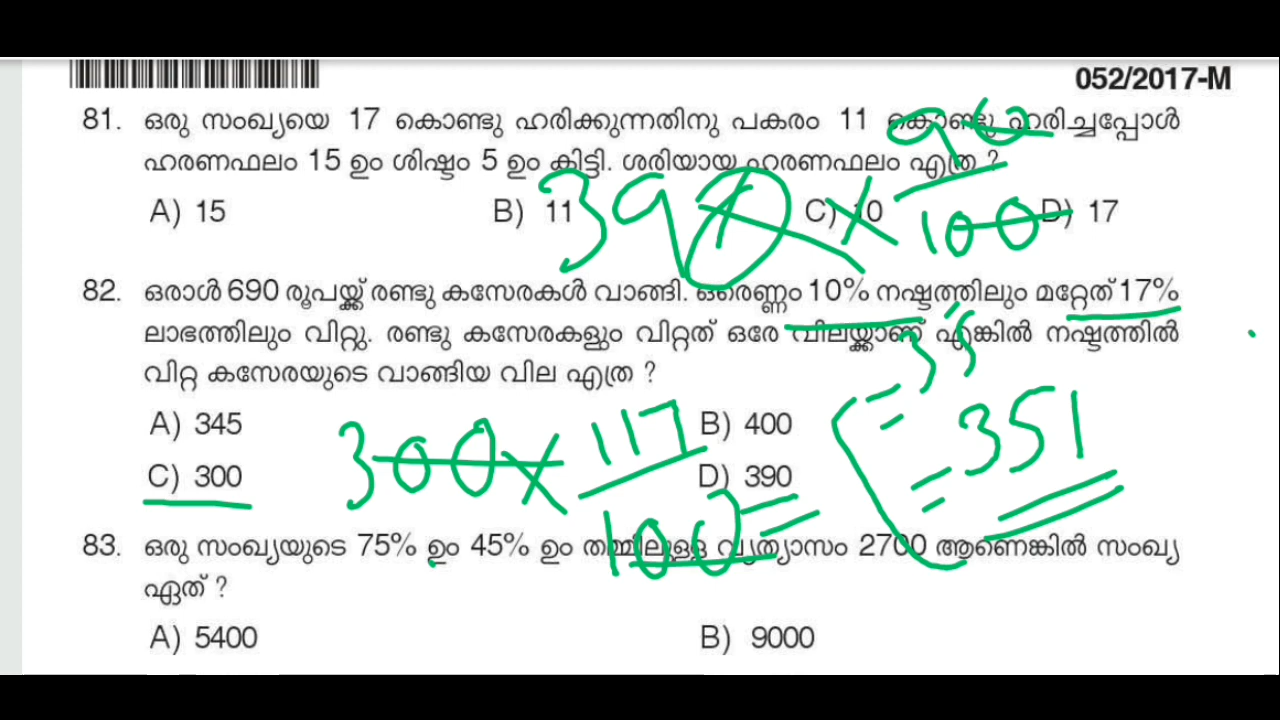 052/2017-M
81. ഒരു സംഖ്യയെ 17 കൊണ്ടു ഹരിക്കുന്നതിനു പകരം 11 കൊണ്ടു ഹരിച്ചപ്പോൾ
ഹരണഫലം 15 ഉം ശിഷ്ടം 5 ഉം കിട്ടി. ശരിയായ ഹരണഫലം എത്ര ?
A) 15 B) 11 C) 10 D) 17
90
39 × 100
82. ഒരാൾ 690 രൂപയ്ക്ക് രണ്ടു കസേരകൾ വാങ്ങി. ഒരെണ്ണം 10% നഷ്ടത്തിലും മറ്റേത് 17%
ലാഭത്തിലും വിറ്റു. രണ്ടു കസേരകളും വിറ്റത് ഒരേ വിലയ്ക്കാണ് എങ്കിൽ നഷ്ടത്തിൽ
വിറ്റ കസേരയുടെ വാങ്ങിയ വില എത്ര ?
A) 345 B) 400
C) 300 D) 390
300 × 117
100 =
= 351
83. ഒരു സംഖ്യയുടെ 75% ഉം 45% ഉം തമ്മിലുള്ള വ്യത്യാസം 2700 ആണെങ്കിൽ സംഖ്യ
ഏത് ?
A) 5400 B) 9000